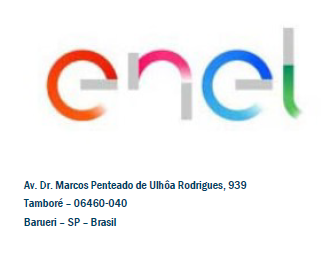 enel
Av. Dr. Marcos Penteado de Ulhôa Rodrigues, 939
Tamboré – 06460-040
Barueri – SP – Brasil